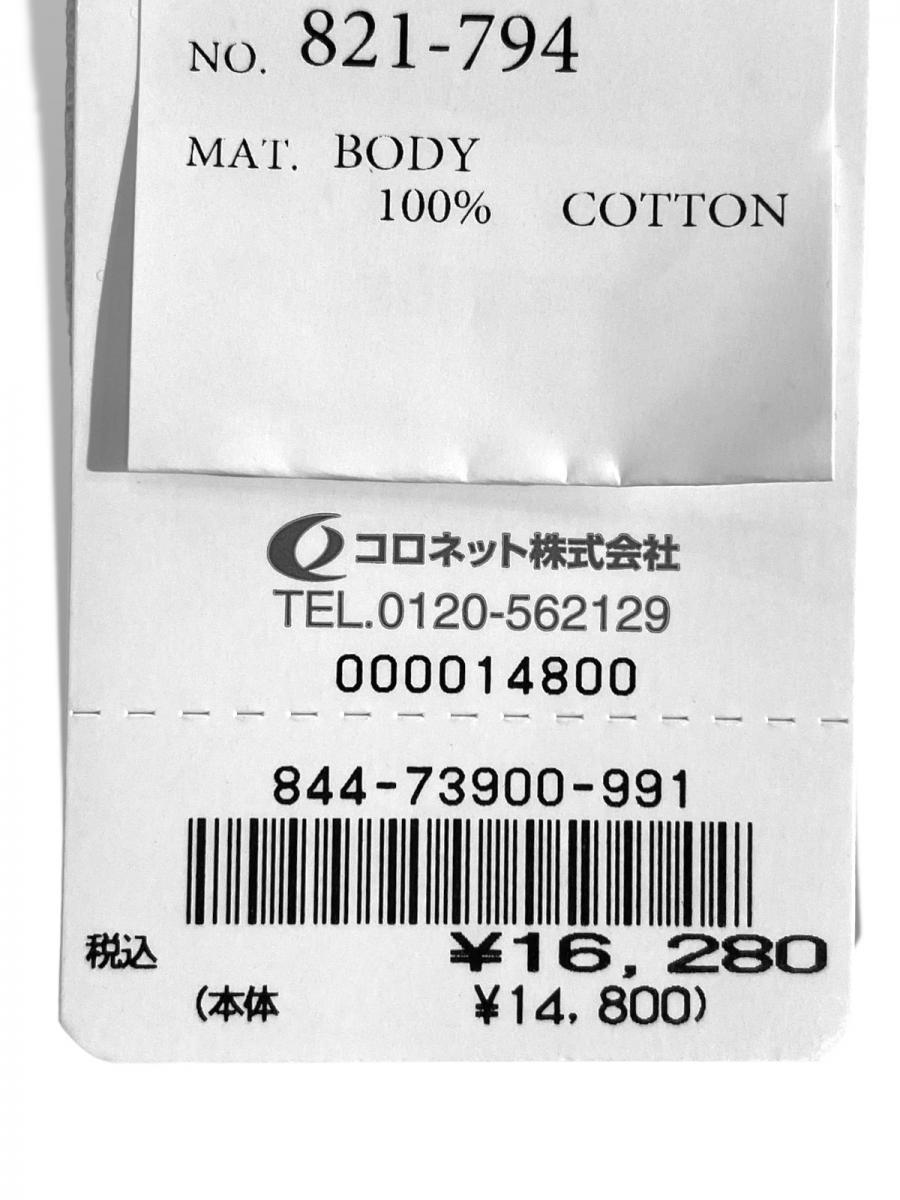 NO. 821-794
MAT. BODY
100% COTTON
コロネット株式会社
TEL.0120-562129
000014800
844-73900-991
税込 ¥16,280
(本体 ¥14,800)